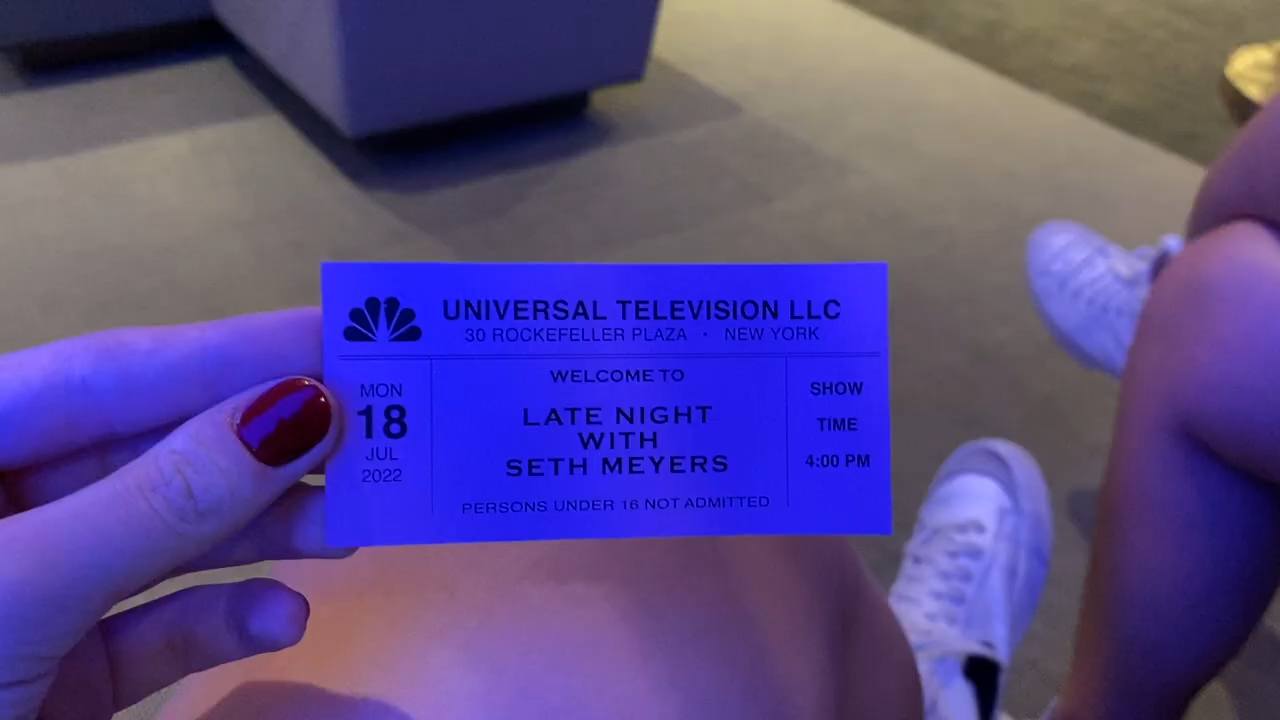 UNIVERSAL TELEVISION LLC
30 ROCKEFELLER PLAZA · NEW YORK
MON
18
JUL
2022
WELCOME TO
LATE NIGHT
WITH
SETH MEYERS
PERSONS UNDER 16 NOT ADMITTED
SHOW
TIME
4:00 PM